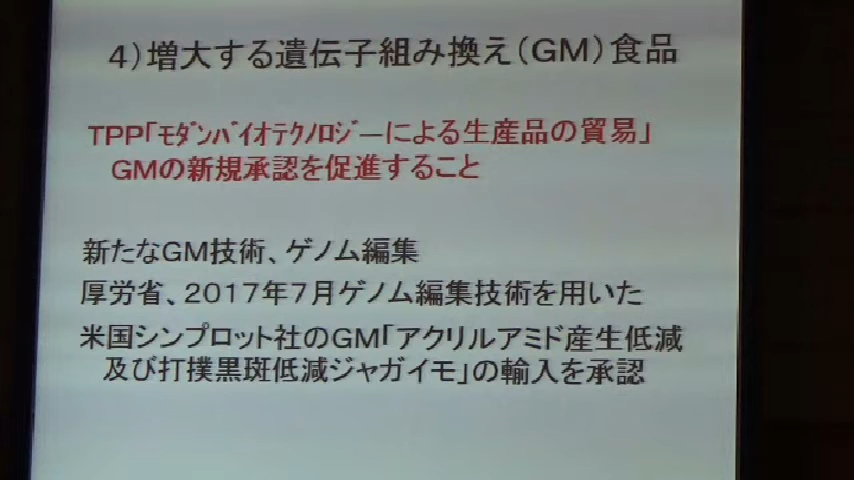 4)増大する遺伝子組み換え(GM)食品
TPP「ﾓﾀﾞﾝﾊﾞｲｵﾃｸﾉﾛｼﾞｰによる生産品の貿易」
GMの新規承認を促進すること
新たなGM技術、ゲノム編集
厚労省、2017年7月ゲノム編集技術を用いた
米国シンプロット社のGM「アクリルアミド産生低減
及び打撲黒斑低減ジャガイモ」の輸入を承認